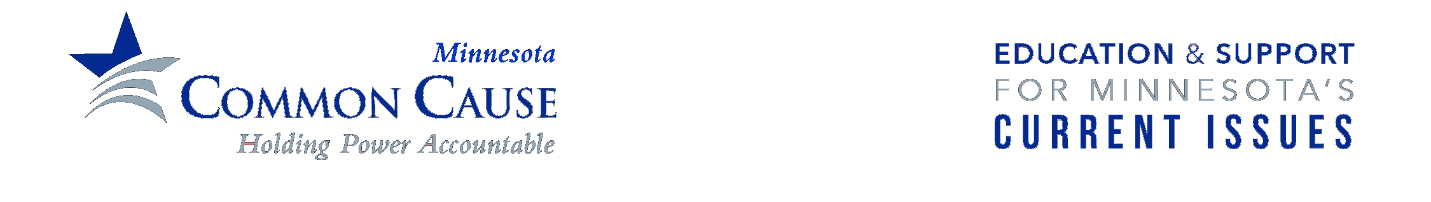 Minnesota
COMMON CAUSE
Holding Power Accountable
EDUCATION & SUPPORT
FOR MINNESOTA'S
CURRENT ISSUES